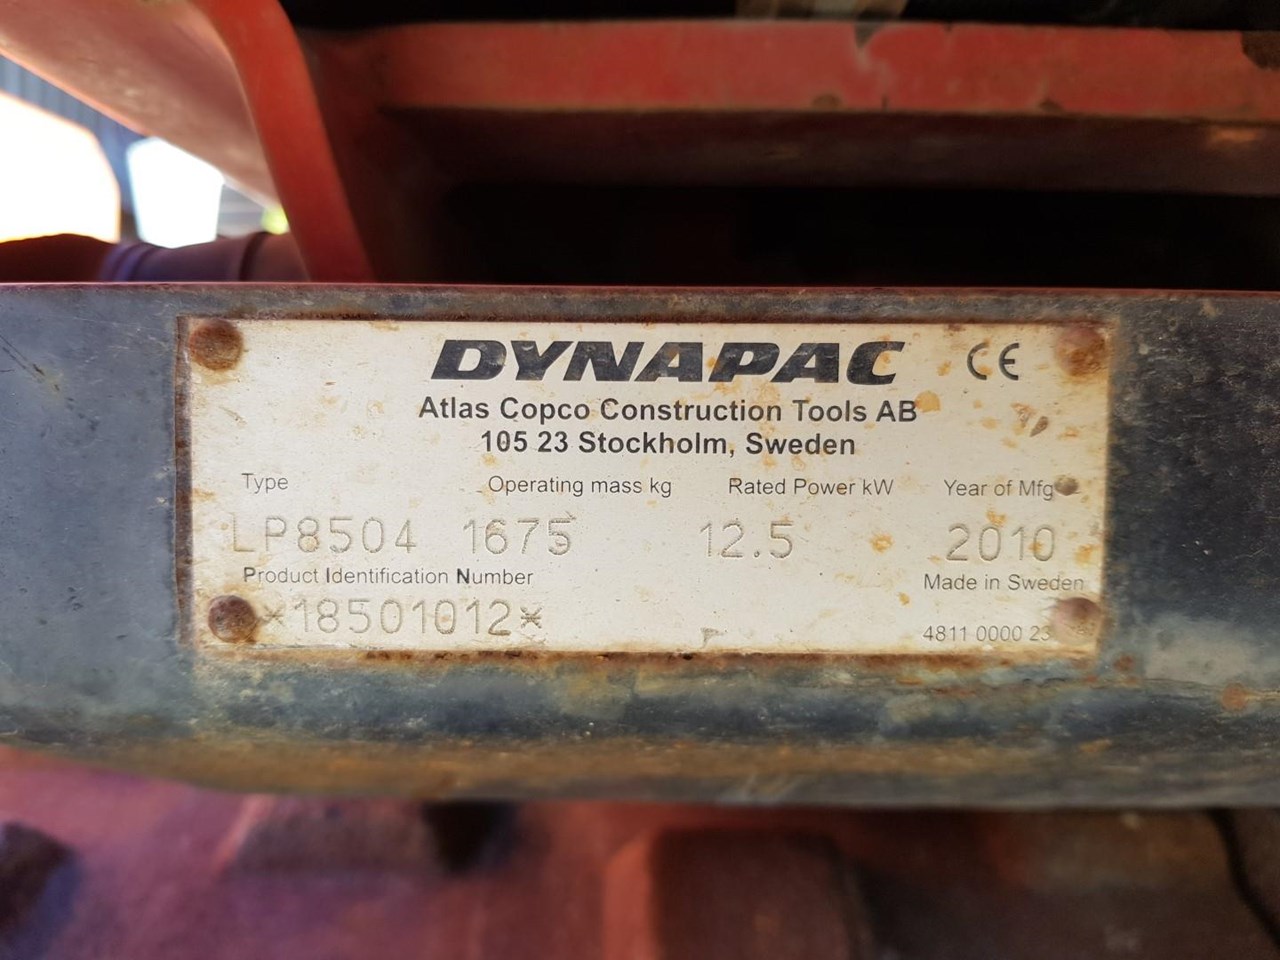 DYNAPAC CE
Atlas Copco Construction Tools AB
105 23 Stockholm, Sweden
Type Operating mass kg Rated Power kW Year of Mfg
LP8504 1675 12.5 2010
Product Identification Number Made in Sweden
*18501012*
4811 0000 23